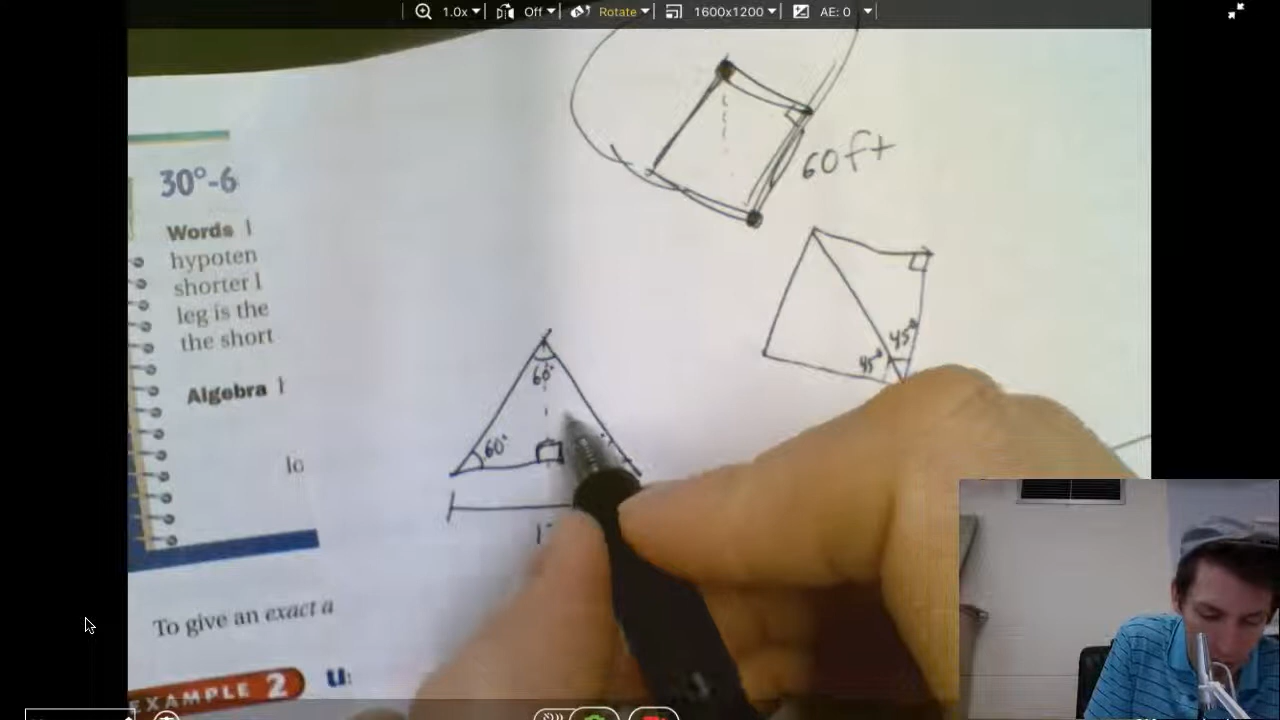 1.0x Off Rotate 1600x1200 AE: 0
30°-6
Words
hypoten
shorter l
leg is the
the short
Algebra
lo
To give an exact a
EXAMPLE 2 U
60ft
45°
45°
60°
60°